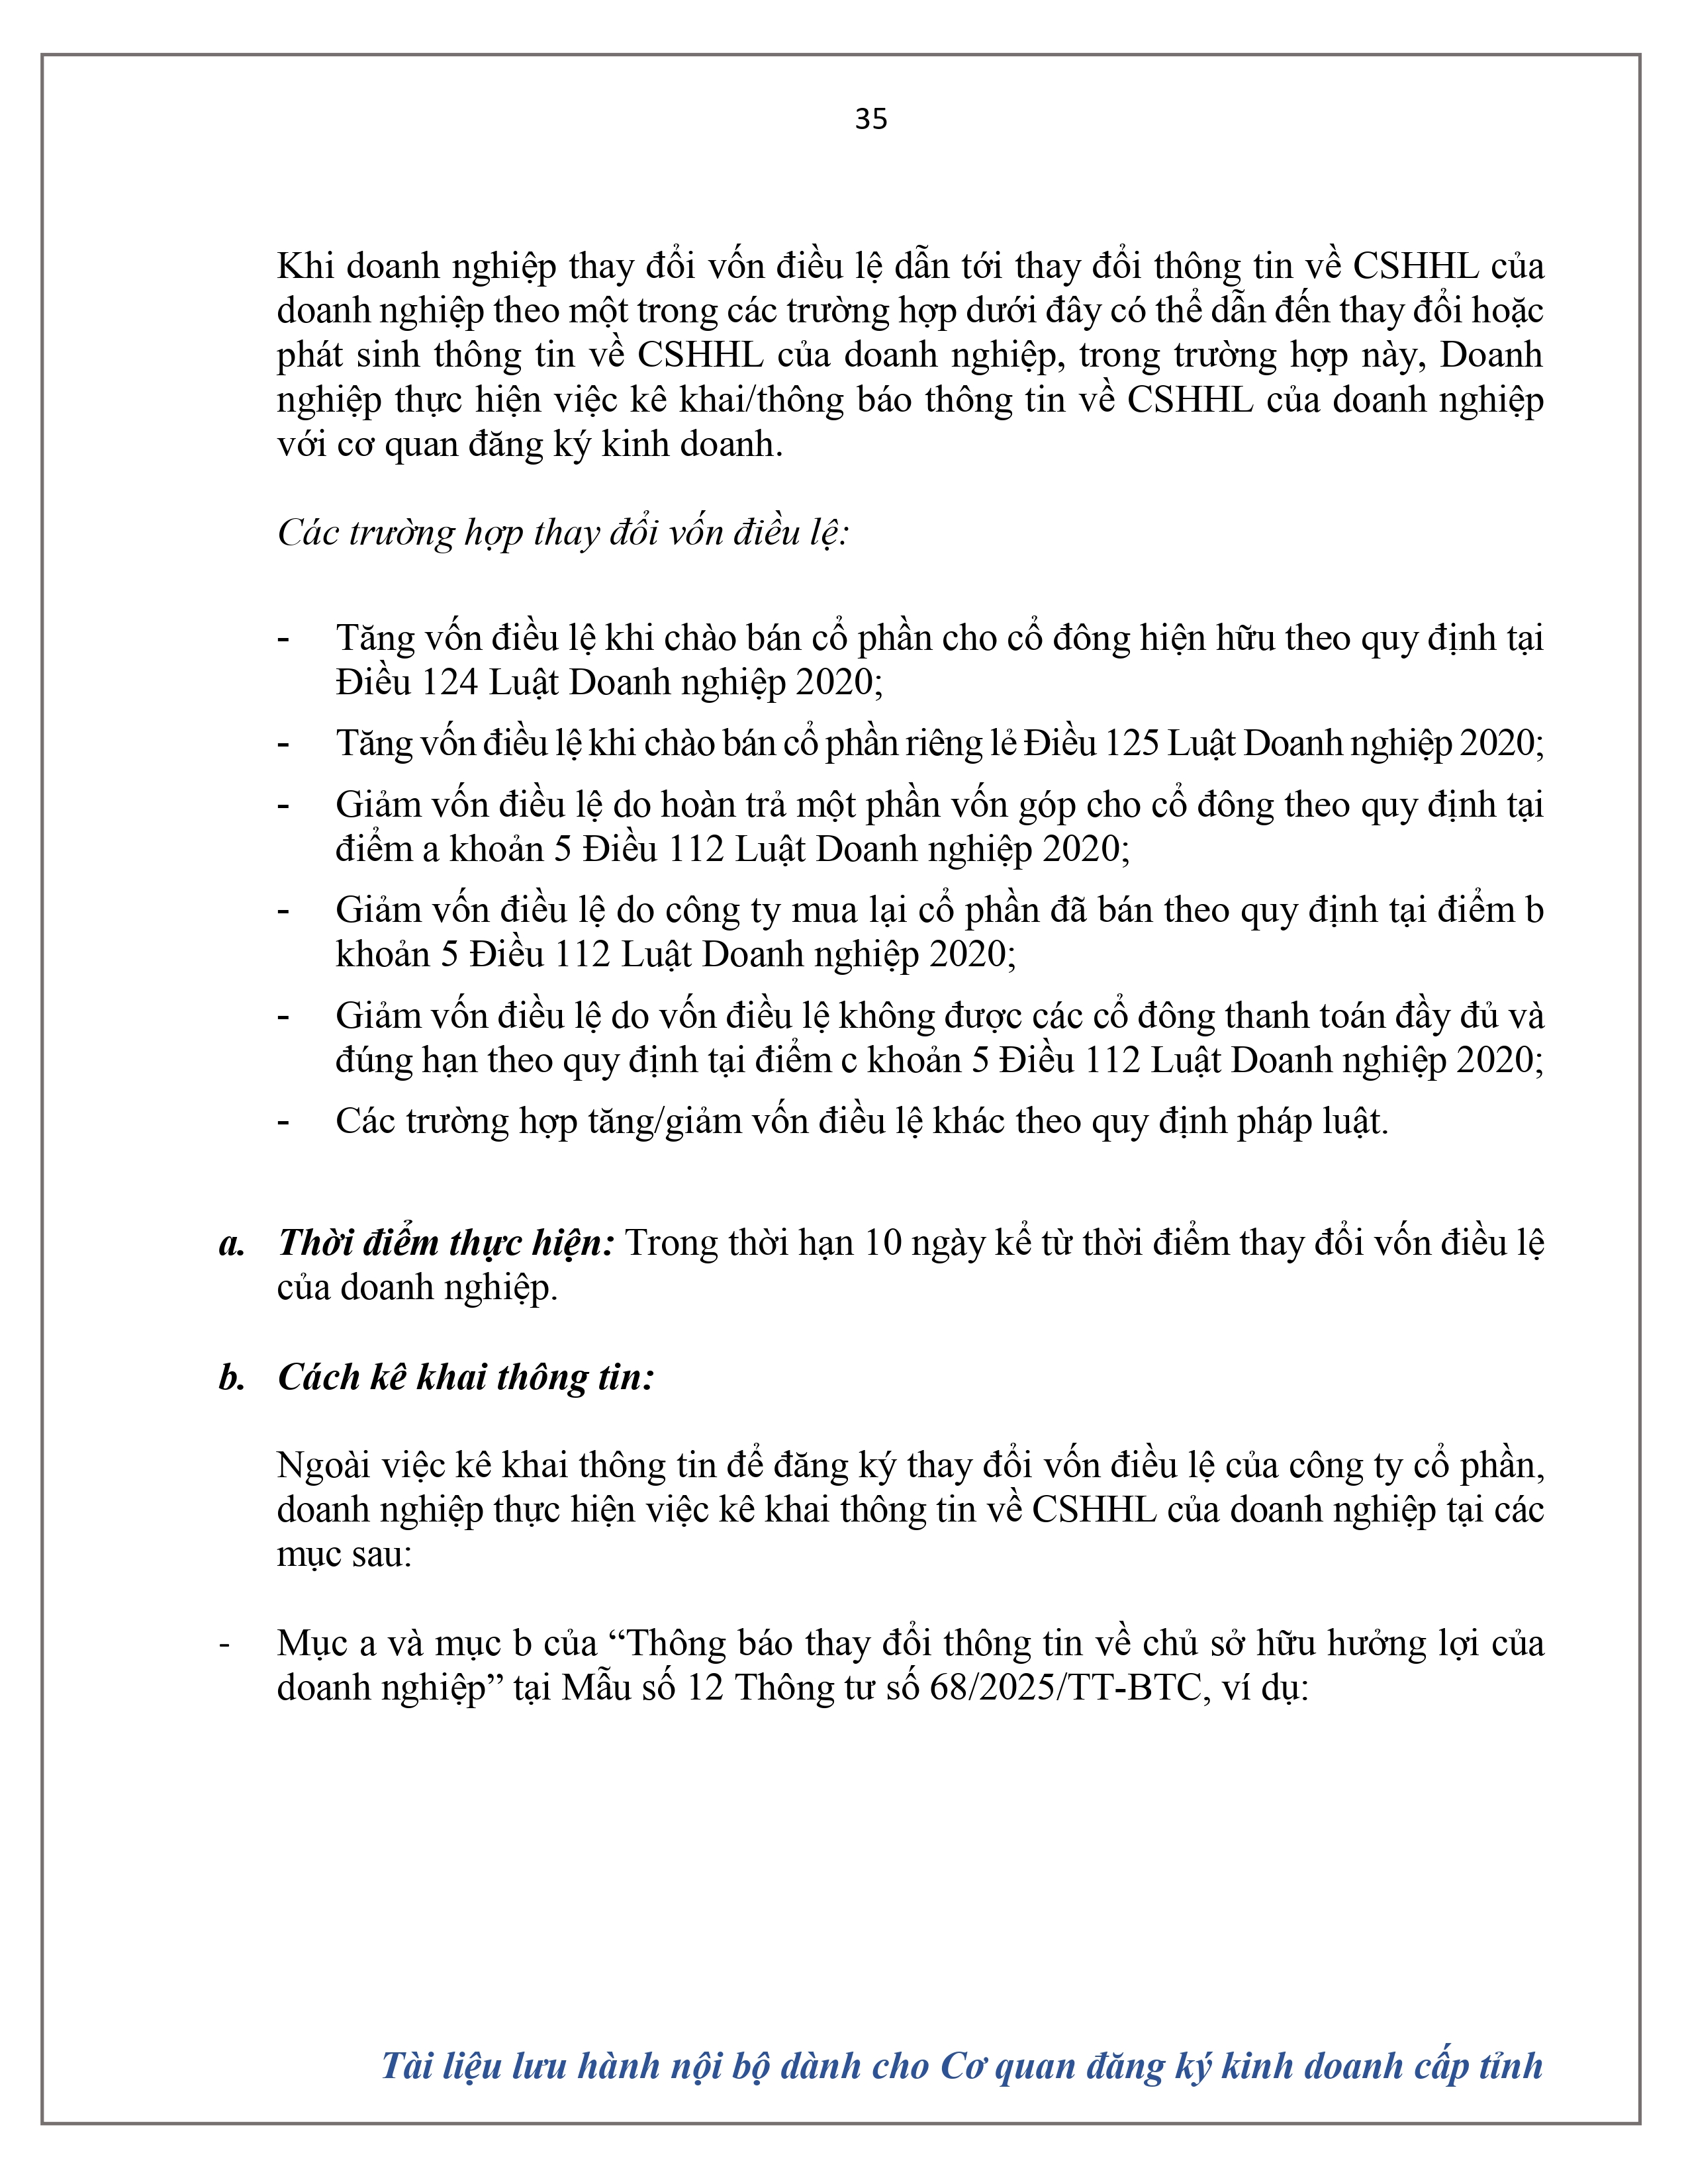 35
Khi doanh nghiệp thay đổi vốn điều lệ dẫn tới thay đổi thông tin về CSHHL của
doanh nghiệp theo một trong các trường hợp dưới đây có thể dẫn đến thay đổi hoặc
phát sinh thông tin về CSHHL của doanh nghiệp, trong trường hợp này, Doanh
nghiệp thực hiện việc kê khai/thông báo thông tin về CSHHL của doanh nghiệp
với cơ quan đăng ký kinh doanh.
Các trường hợp thay đổi vốn điều lệ:
- Tăng vốn điều lệ khi chào bán cổ phần cho cổ đông hiện hữu theo quy định tại
Điều 124 Luật Doanh nghiệp 2020;
- Tăng vốn điều lệ khi chào bán cổ phần riêng lẻ Điều 125 Luật Doanh nghiệp 2020;
- Giảm vốn điều lệ do hoàn trả một phần vốn góp cho cổ đông theo quy định tại
điểm a khoản 5 Điều 112 Luật Doanh nghiệp 2020;
- Giảm vốn điều lệ do công ty mua lại cổ phần đã bán theo quy định tại điểm b
khoản 5 Điều 112 Luật Doanh nghiệp 2020;
- Giảm vốn điều lệ do vốn điều lệ không được các cổ đông thanh toán đầy đủ và
đúng hạn theo quy định tại điểm c khoản 5 Điều 112 Luật Doanh nghiệp 2020;
- Các trường hợp tăng/giảm vốn điều lệ khác theo quy định pháp luật.
a. Thời điểm thực hiện: Trong thời hạn 10 ngày kể từ thời điểm thay đổi vốn điều lệ
của doanh nghiệp.
b. Cách kê khai thông tin:
Ngoài việc kê khai thông tin để đăng ký thay đổi vốn điều lệ của công ty cổ phần,
doanh nghiệp thực hiện việc kê khai thông tin về CSHHL của doanh nghiệp tại các
mục sau:
- Mục a và mục b của “Thông báo thay đổi thông tin về chủ sở hữu hưởng lợi của
doanh nghiệp” tại Mẫu số 12 Thông tư số 68/2025/TT-BTC, ví dụ:
Tài liệu lưu hành nội bộ dành cho Cơ quan đăng ký kinh doanh cấp tỉnh